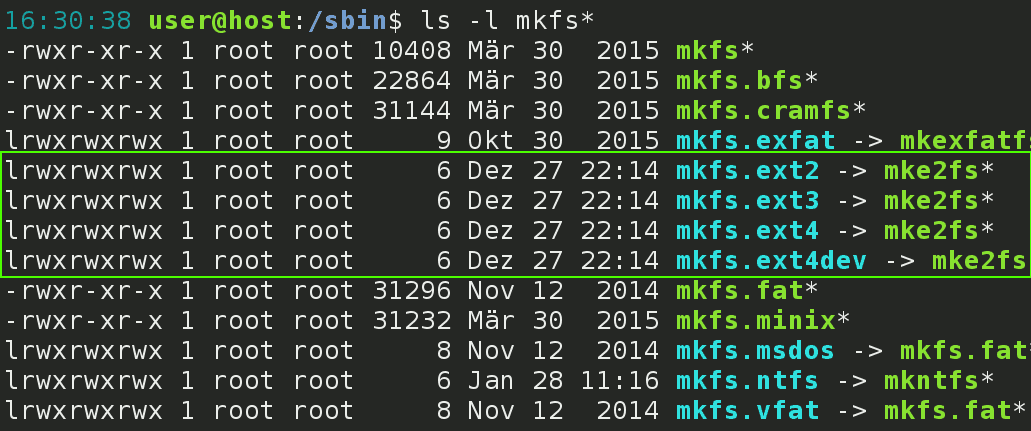 16:30:38 user@host:/sbin$ ls -l mkfs*
-rwxr-xr-x 1 root root 10408 Mär 30  2015 mkfs*
-rwxr-xr-x 1 root root 22864 Mär 30  2015 mkfs.bfs*
-rwxr-xr-x 1 root root 31144 Mär 30  2015 mkfs.cramfs*
lrwxrwxrwx 1 root root     9 Okt 30  2015 mkfs.exfat -> mkexfatfs
lrwxrwxrwx 1 root root     6 Dez 27 22:14 mkfs.ext2 -> mke2fs*
lrwxrwxrwx 1 root root     6 Dez 27 22:14 mkfs.ext3 -> mke2fs*
lrwxrwxrwx 1 root root     6 Dez 27 22:14 mkfs.ext4 -> mke2fs*
lrwxrwxrwx 1 root root     6 Dez 27 22:14 mkfs.ext4dev -> mke2fs
-rwxr-xr-x 1 root root 31296 Nov 12  2014 mkfs.fat*
-rwxr-xr-x 1 root root 31232 Mär 30  2015 mkfs.minix*
lrwxrwxrwx 1 root root     8 Nov 12  2014 mkfs.msdos -> mkfs.fat*
lrwxrwxrwx 1 root root     6 Jan 28 11:16 mkfs.ntfs -> mkntfs*
lrwxrwxrwx 1 root root     8 Nov 12  2014 mkfs.vfat -> mkfs.fat*